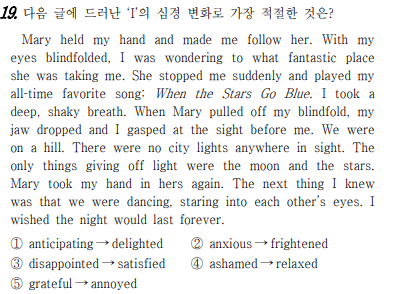 19. 다음 글에 드러난 'I'의 심경 변화로 가장 적절한 것은?
Mary held my hand and made me follow her. With my
eyes blindfolded, I was wondering to what fantastic place
she was taking me. She stopped me suddenly and played my
all-time favorite song: When the Stars Go Blue. I took a
deep, shaky breath. When Mary pulled off my blindfold, my
jaw dropped and I gasped at the sight before me. We were
on a hill. There were no city lights anywhere in sight. The
only things giving off light were the moon and the stars.
Mary took my hand in hers again. The next thing I knew
was that we were dancing, staring into each other's eyes. I
wished the night would last forever.
① anticipating → delighted ② anxious → frightened
③ disappointed → satisfied ④ ashamed → relaxed
⑤ grateful → annoyed